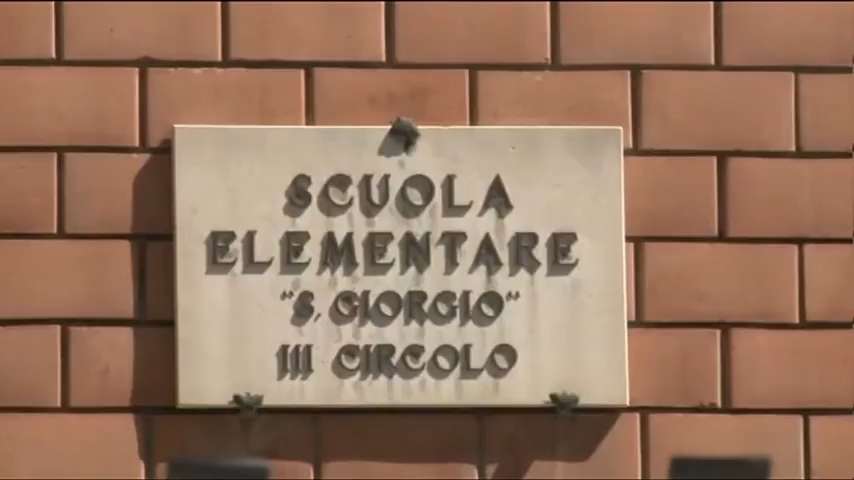 SCUOLA
ELEMENTARE
"S. GIORGIO"
III CIRCOLO